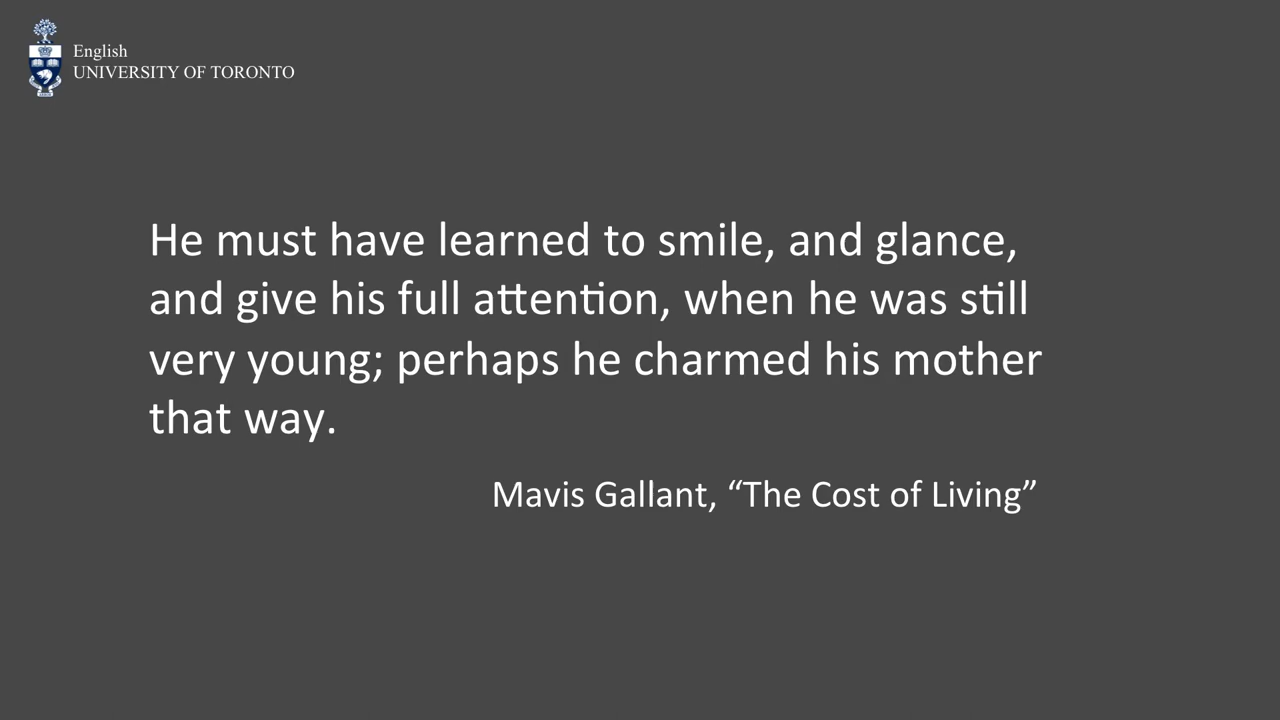 English
UNIVERSITY OF TORONTO
He must have learned to smile, and glance,
and give his full attention, when he was still
very young; perhaps he charmed his mother
that way.
Mavis Gallant, “The Cost of Living”